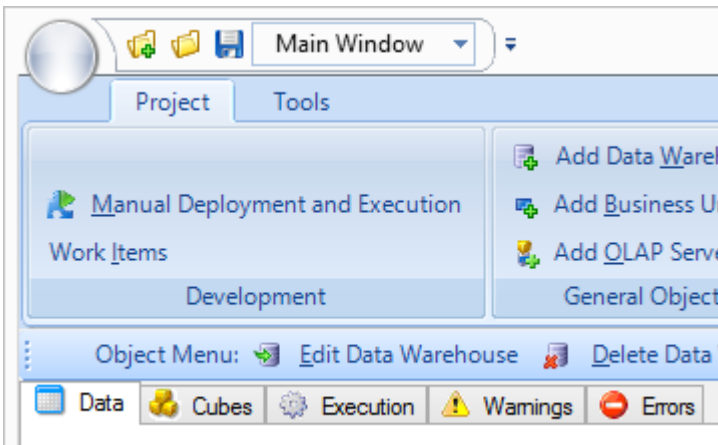 Main Window
Project Tools
Add Data
Manual Deployment and Execution Add Business
Work Items Add OLAP
Development General
Object Menu: Edit Data Warehouse Delete Data
Data Cubes Execution Warnings Errors